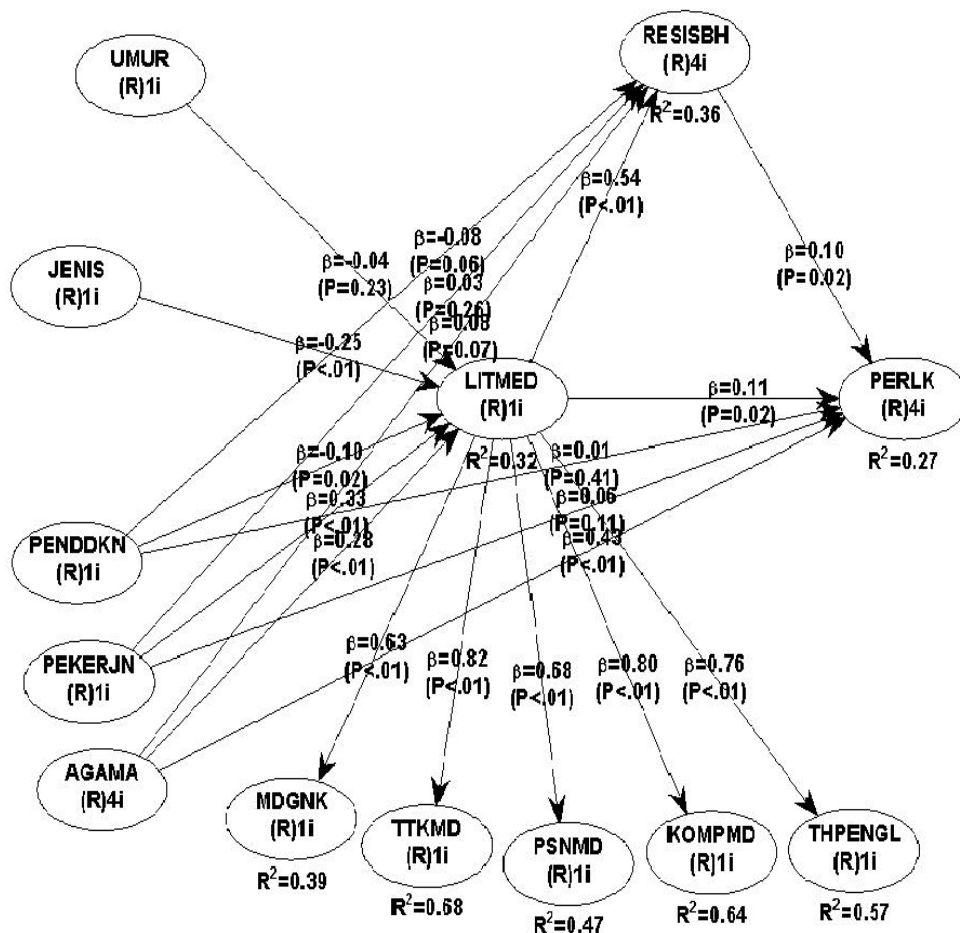 UMUR
(R)1i
RESISBH
(R)4i
R²=0.36
β=0.54
(P<.01)
β=-0.08
(P=0.06)
β=-0.04
(P=0.23)
β=0.03
(P=0.26)
β=0.10
(P=0.02)
JENIS
(R)1i
β=0.08
(P=0.07)
β=-0.25
(P<.01)
LITMED
(R)1i
R²=0.32
β=0.11
(P=0.02)
PERLK
(R)4i
R²=0.27
β=-0.10
(P=0.02)
β=0.01
(P=0.41)
β=0.33
(P<.01)
β=0.06
(P=0.11)
β=0.28
(P<.01)
β=0.43
(P<.01)
PENDDKN
(R)1i
PEKERJN
(R)1i
AGAMA
(R)4i
β=0.63
(P<.01)
β=0.82
(P<.01)
β=0.68
(P<.01)
β=0.80
(P<.01)
β=0.76
(P<.01)
MDGNK
(R)1i
R²=0.39
TTKMD
(R)1i
R²=0.68
PSNMD
(R)1i
R²=0.47
KOMPMD
(R)1i
R²=0.64
THPENGL
(R)1i
R²=0.57